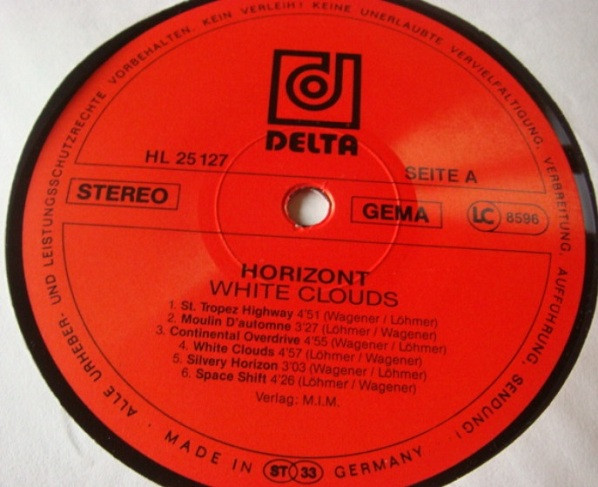 ALLE URHEBER- UND LEISTUNGSSCHUTZRECHTE VORBEHALTEN. KEIN VERLEIH! KEINE UNERLAUBTE VERVIELFÄLTIGUNG, VERBREITUNG, AUFFÜHRUNG, SENDUNG!
DELTA
HL 25127
SEITE A
STEREO
GEMA
LC 8596
HORIZONT
WHITE CLOUDS
1. St. Tropez Highway 4'51 (Wagener / Löhmer)
2. Moulin D'automne 3'27 (Löhmer / Wagener)
3. Continental Overdrive 4'55 (Wagener / Löhmer)
4. White Clouds 4'57 (Löhmer / Wagener)
5. Silvery Horizon 3'03 (Wagener / Löhmer)
6. Space Shift 4'26 (Löhmer / Wagener)
Verlag: M.I.M.
MADE IN ST 33 GERMANY